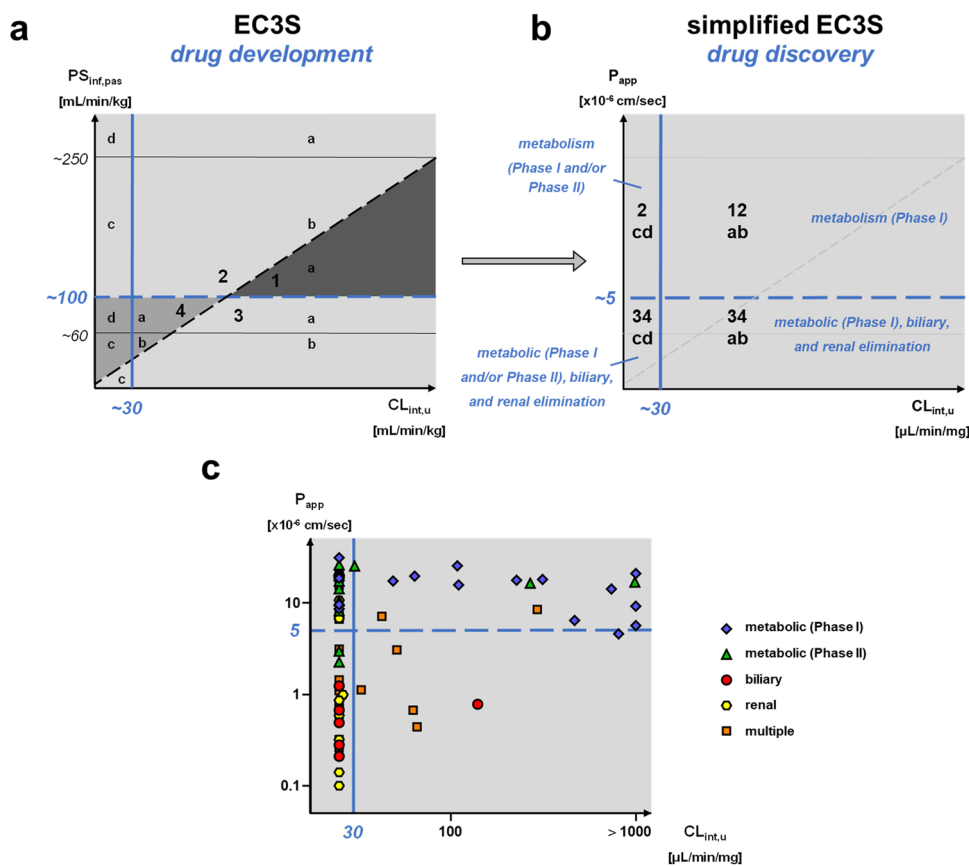 a
EC3S
drug development
PSinf,pas
[mL/min/kg]
d
a
~250
c
b
2
1
a
~100
d
a
4
3
a
~60
c
b
b
c
~30
CLint,u
[mL/min/kg]
b
simplified EC3S
drug discovery
Papp
[x10-6 cm/sec]
metabolism
(Phase I and/or
Phase II)
2
cd
12
ab
metabolism (Phase I)
~5
34
cd
34
ab
metabolic (Phase I), biliary,
and renal elimination
metabolic (Phase I
and/or Phase II), biliary,
and renal elimination
~30
CLint,u
[µL/min/mg]
c
Papp
[x10-6 cm/sec]
10
5
1
0.1
30
100
>1000
CLint,u
[µL/min/mg]
metabolic (Phase I)
metabolic (Phase II)
biliary
renal
multiple